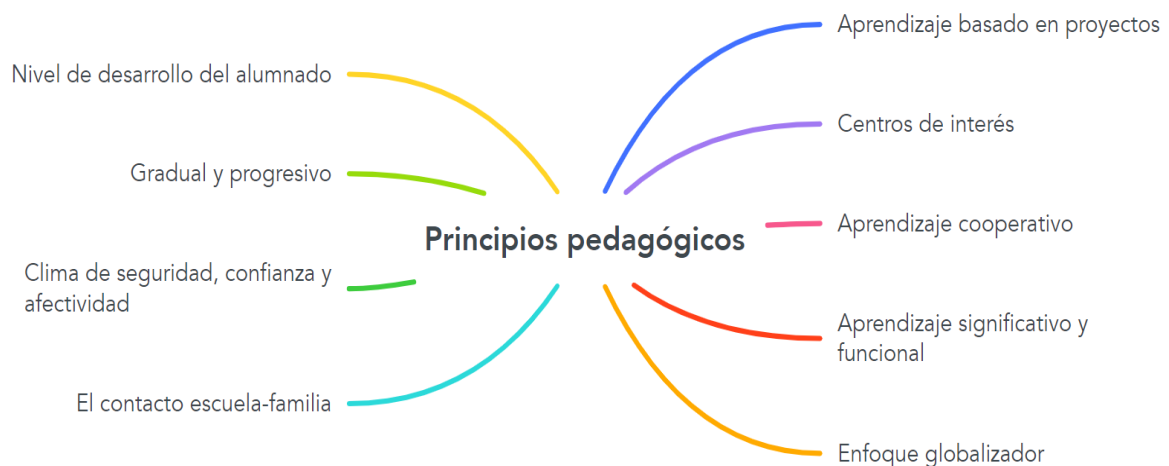 Principios pedagógicos
Aprendizaje basado en proyectos
Centros de interés
Aprendizaje cooperativo
Aprendizaje significativo y
funcional
Enfoque globalizador
Nivel de desarrollo del alumnado
Gradual y progresivo
Clima de seguridad, confianza y
afectividad
El contacto escuela-familia